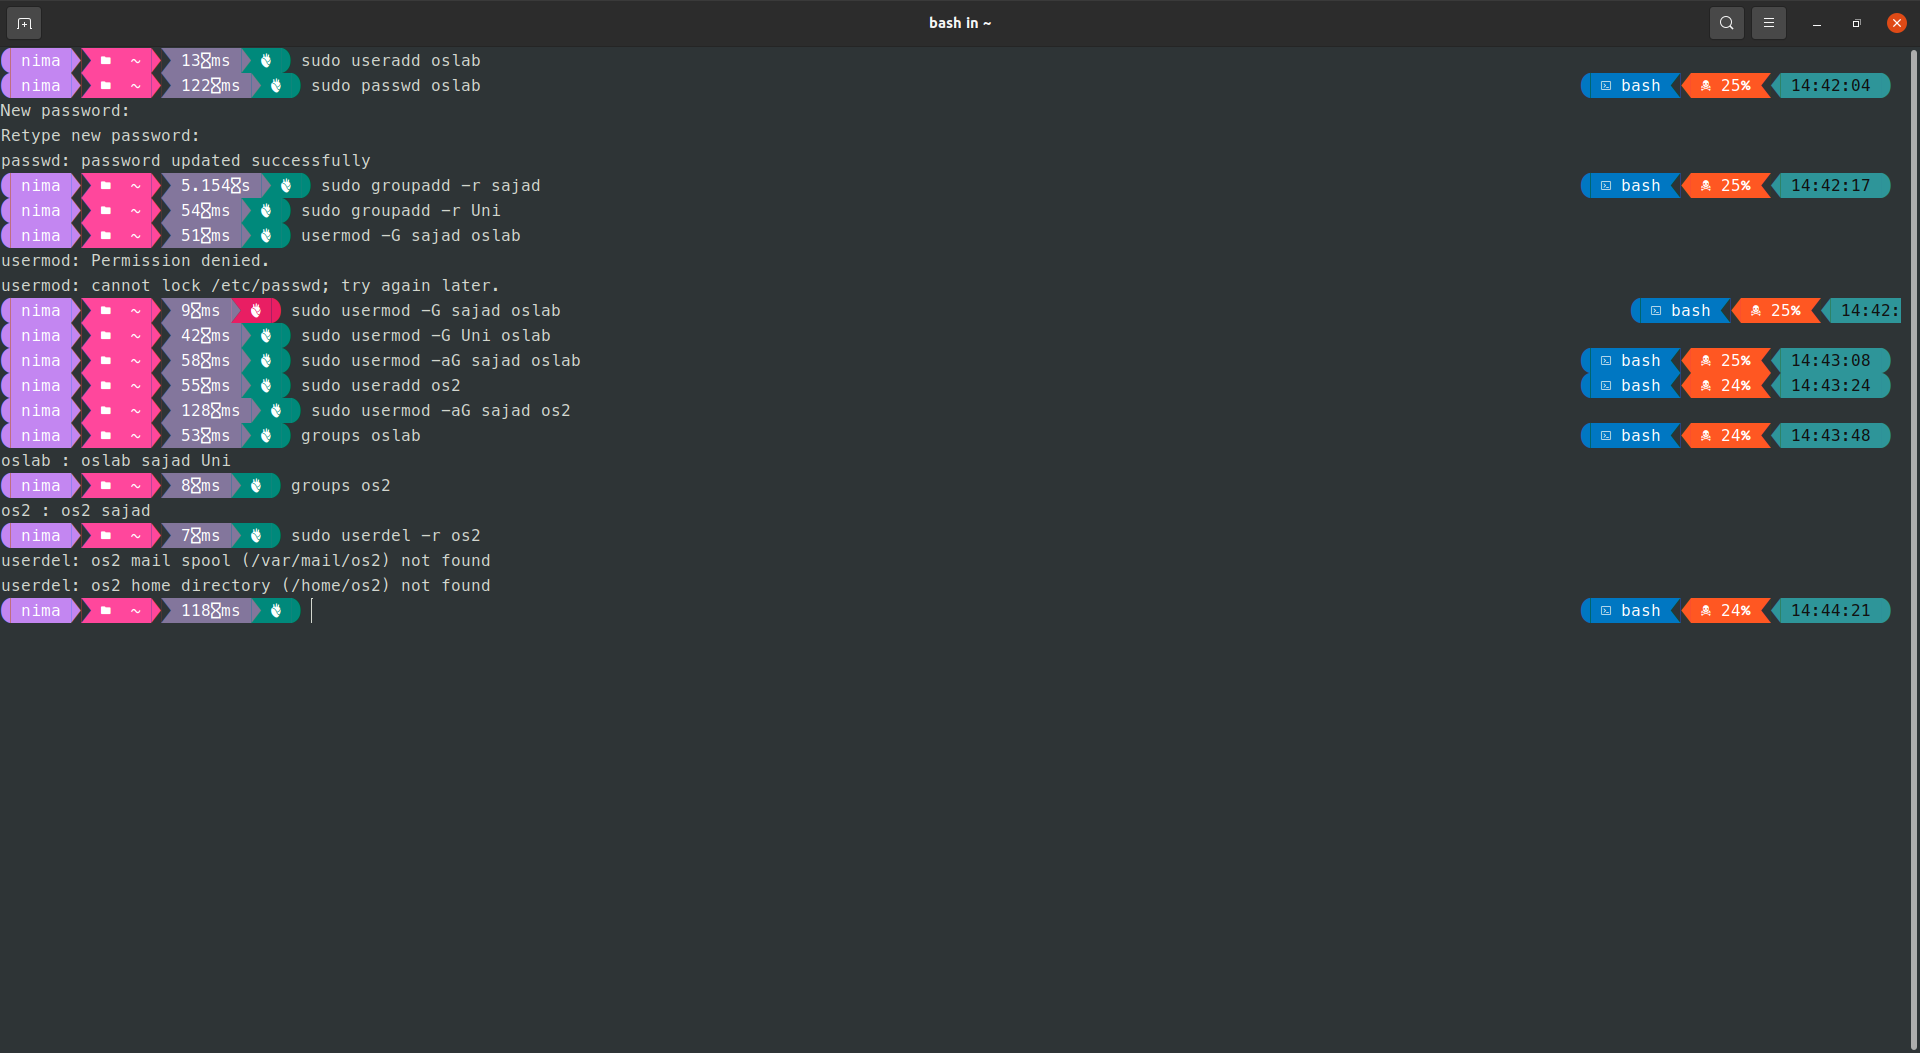 bash in ~
nima ~ 13ms sudo useradd oslab
nima ~ 122ms sudo passwd oslab bash 25% 14:42:04
New password:
Retype new password:
passwd: password updated successfully
nima ~ 5.154s sudo groupadd -r sajad bash 25% 14:42:17
nima ~ 54ms sudo groupadd -r Uni
nima ~ 51ms usermod -G sajad oslab
usermod: Permission denied.
usermod: cannot lock /etc/passwd; try again later.
nima ~ 9ms sudo usermod -G sajad oslab bash 25% 14:42:
nima ~ 42ms sudo usermod -G Uni oslab
nima ~ 58ms sudo usermod -aG sajad oslab bash 25% 14:43:08
nima ~ 55ms sudo useradd os2 bash 24% 14:43:24
nima ~ 128ms sudo usermod -aG sajad os2
nima ~ 53ms groups oslab bash 24% 14:43:48
oslab : oslab sajad Uni
nima ~ 8ms groups os2
os2 : os2 sajad
nima ~ 7ms sudo userdel -r os2
userdel: os2 mail spool (/var/mail/os2) not found
userdel: os2 home directory (/home/os2) not found
nima ~ 118ms bash 24% 14:44:21